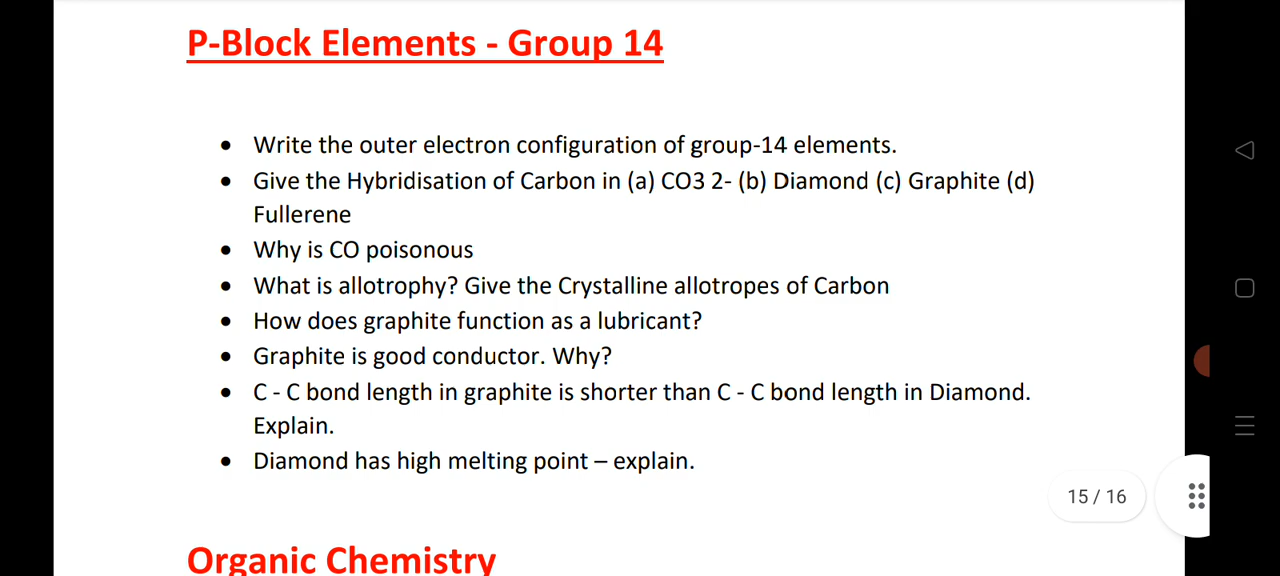 P-Block Elements - Group 14
• Write the outer electron configuration of group-14 elements.
• Give the Hybridisation of Carbon in (a) CO3 2- (b) Diamond (c) Graphite (d)
Fullerene
• Why is CO poisonous
• What is allotrophy? Give the Crystalline allotropes of Carbon
• How does graphite function as a lubricant?
• Graphite is good conductor. Why?
• C - C bond length in graphite is shorter than C - C bond length in Diamond.
Explain.
• Diamond has high melting point – explain.
15 / 16
Organic Chemistry